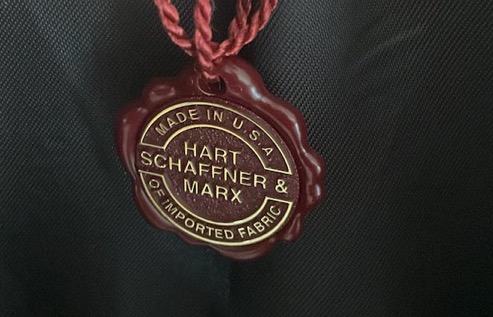 MADE IN U.S.A.
HART
SCHAFFNER &
MARX
OF IMPORTED FABRIC